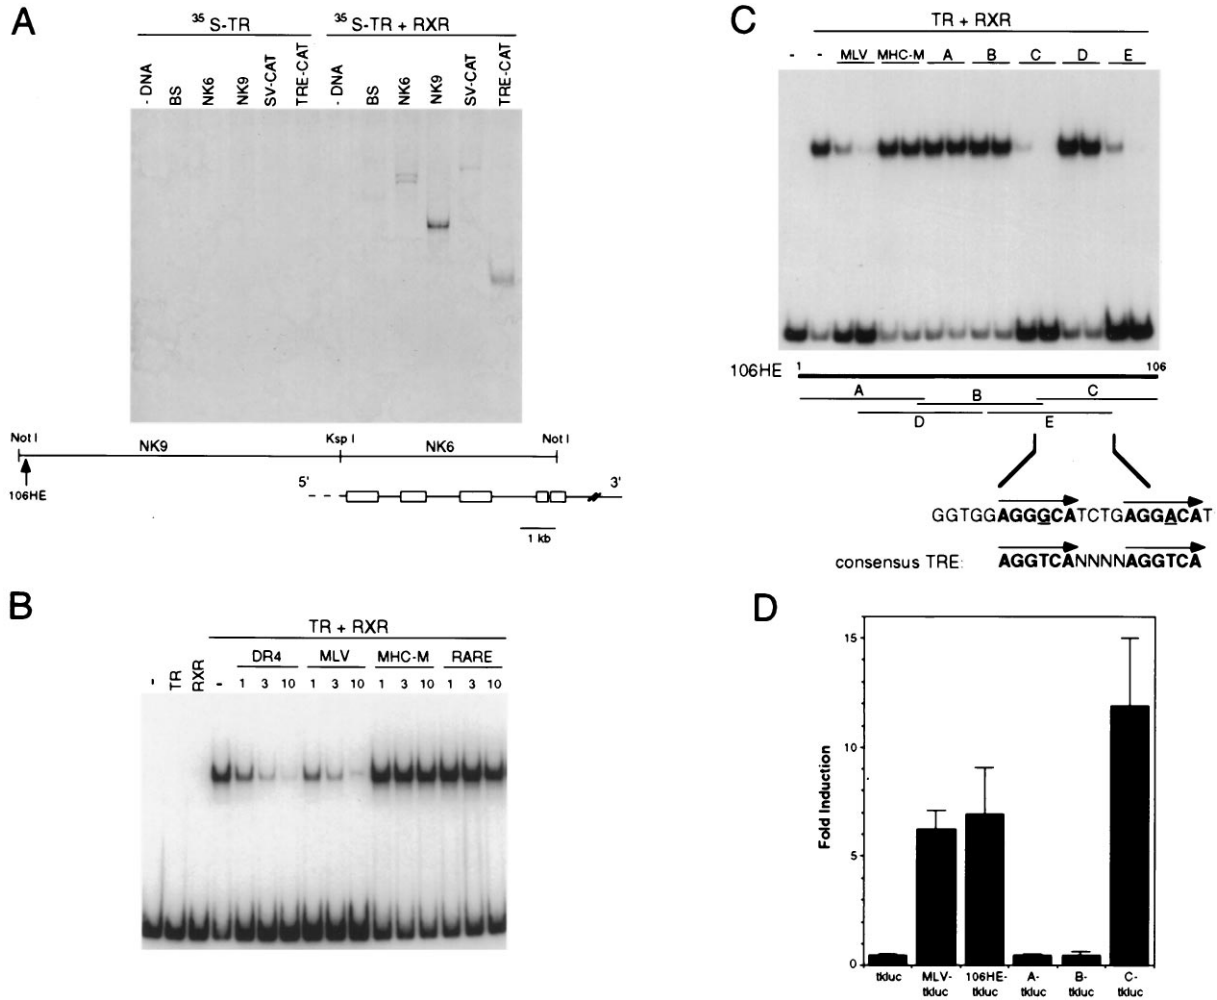 A
35 S-TR
35 S-TR + RXR
- DNA
BS
NK6
NK9
SV-CAT
TRE-CAT
- DNA
BS
NK6
NK9
SV-CAT
TRE-CAT
Not I
NK9
Ksp I
NK6
Not I
106HE
5'
3'
1 kb
B
TR + RXR
DR4 MLV MHC-M RARE
- TR RXR - 1 3 10 1 3 10 1 3 10 1 3 10
C
TR + RXR
- - MLV MHC-M A B C D E
106HE 1 106
A B C
D E
GGTGGAGGGCATCTGAGGACAT
consensus TRE: AGGTCANNNNAGGTCA
D
Fold Induction
15
10
5
0
tkluc
MLV-tkluc
106HE-tkluc
A-tkluc
B-tkluc
C-tkluc